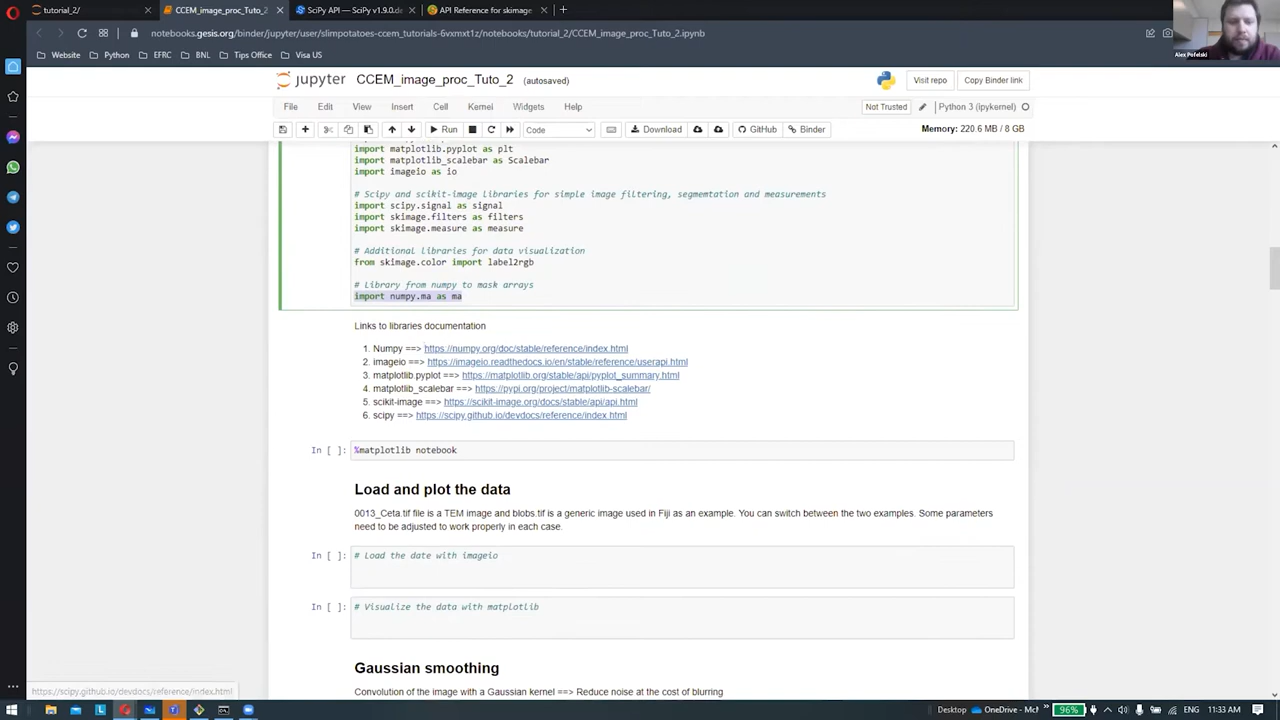 tutorial_2/
CCEM_image_proc_Tuto_2
SciPy API — SciPy v1.9.0.d
API Reference for skimage
notebooks.gesis.org/binder/jupyter/user/slimpotatoes-ccem_tutorials-6vxmxt1z/notebooks/tutorial_2/CCEM_image_proc_Tuto_2.ipynb
Website
Python
EFRC
BNL
Tips Office
Visa US
Alex Pofelski
jupyter
CCEM_image_proc_Tuto_2
(autosaved)
Visit repo
Copy Binder link
File
Edit
View
Insert
Cell
Kernel
Widgets
Help
Not Trusted
Python 3 (ipykernel)
Run
Code
Download
GitHub
Binder
Memory: 220.6 MB / 8 GB
import matplotlib.pyplot as plt
import matplotlib_scalebar as Scalebar
import imageio as io
# Scipy and scikit-image libraries for simple image filtering, segmemtation and measurements
import scipy.signal as signal
import skimage.filters as filters
import skimage.measure as measure
# Additional libraries for data visualization
from skimage.color import label2rgb
# Library from numpy to mask arrays
import numpy.ma as ma
Links to libraries documentation
1. Numpy ==> https://numpy.org/doc/stable/reference/index.html
2. imageio ==> https://imageio.readthedocs.io/en/stable/reference/userapi.html
3. matplotlib.pyplot ==> https://matplotlib.org/stable/api/pyplot_summary.html
4. matplotlib_scalebar ==> https://pypi.org/project/matplotlib-scalebar/
5. scikit-image ==> https://scikit-image.org/docs/stable/api/api.html
6. scipy ==> https://scipy.github.io/devdocs/reference/index.html
In [ ]: %matplotlib notebook
Load and plot the data
0013_Ceta.tif file is a TEM image and blobs.tif is a generic image used in Fiji as an example. You can switch between the two examples. Some parameters
need to be adjusted to work properly in each case.
In [ ]: # Load the date with imageio
In [ ]: # Visualize the data with matplotlib
Gaussian smoothing
Convolution of the image with a Gaussian kernel ==> Reduce noise at the cost of blurring
https://scipy.github.io/devdocs/reference/index.html
Desktop
OneDrive - McM
96%
ENG
11:33 AM